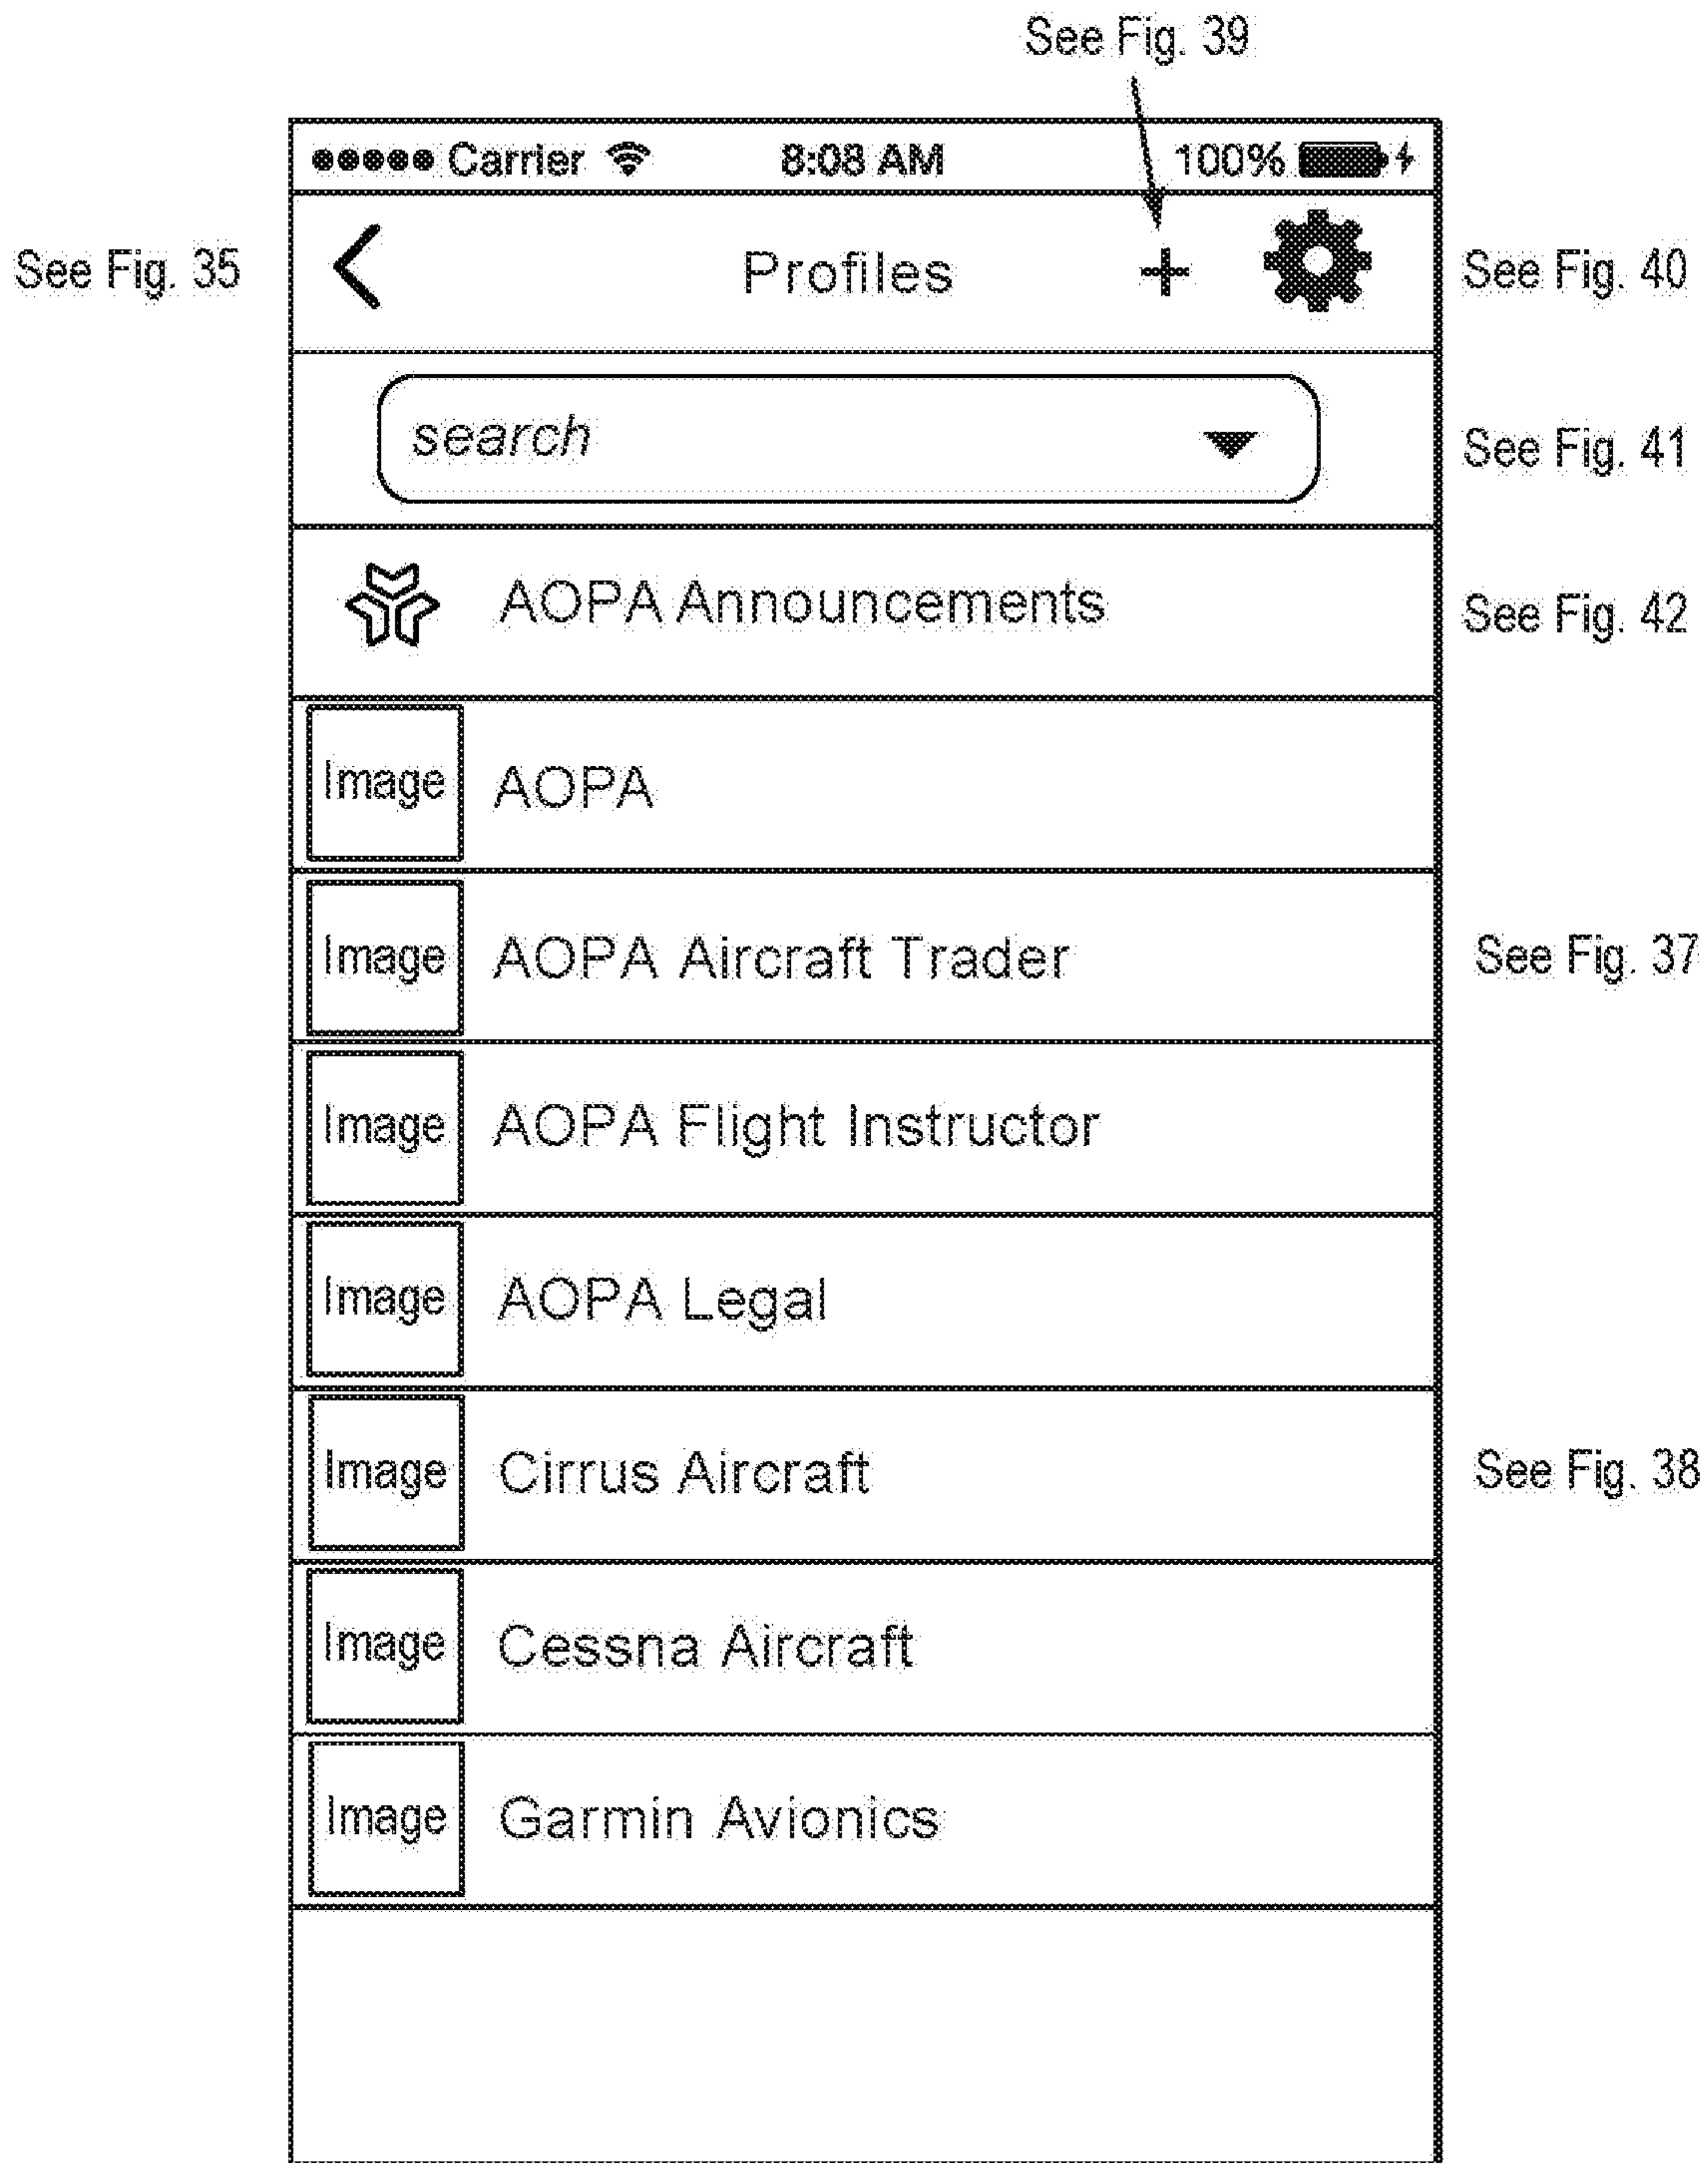 See Fig. 39
Carrier 8:08 AM 100%
See Fig. 35 Profiles + See Fig. 40
search See Fig. 41
AOPA Announcements See Fig. 42
Image AOPA
Image AOPA Aircraft Trader See Fig. 37
Image AOPA Flight Instructor
Image AOPA Legal
Image Cirrus Aircraft See Fig. 38
Image Cessna Aircraft
Image Garmin Avionics